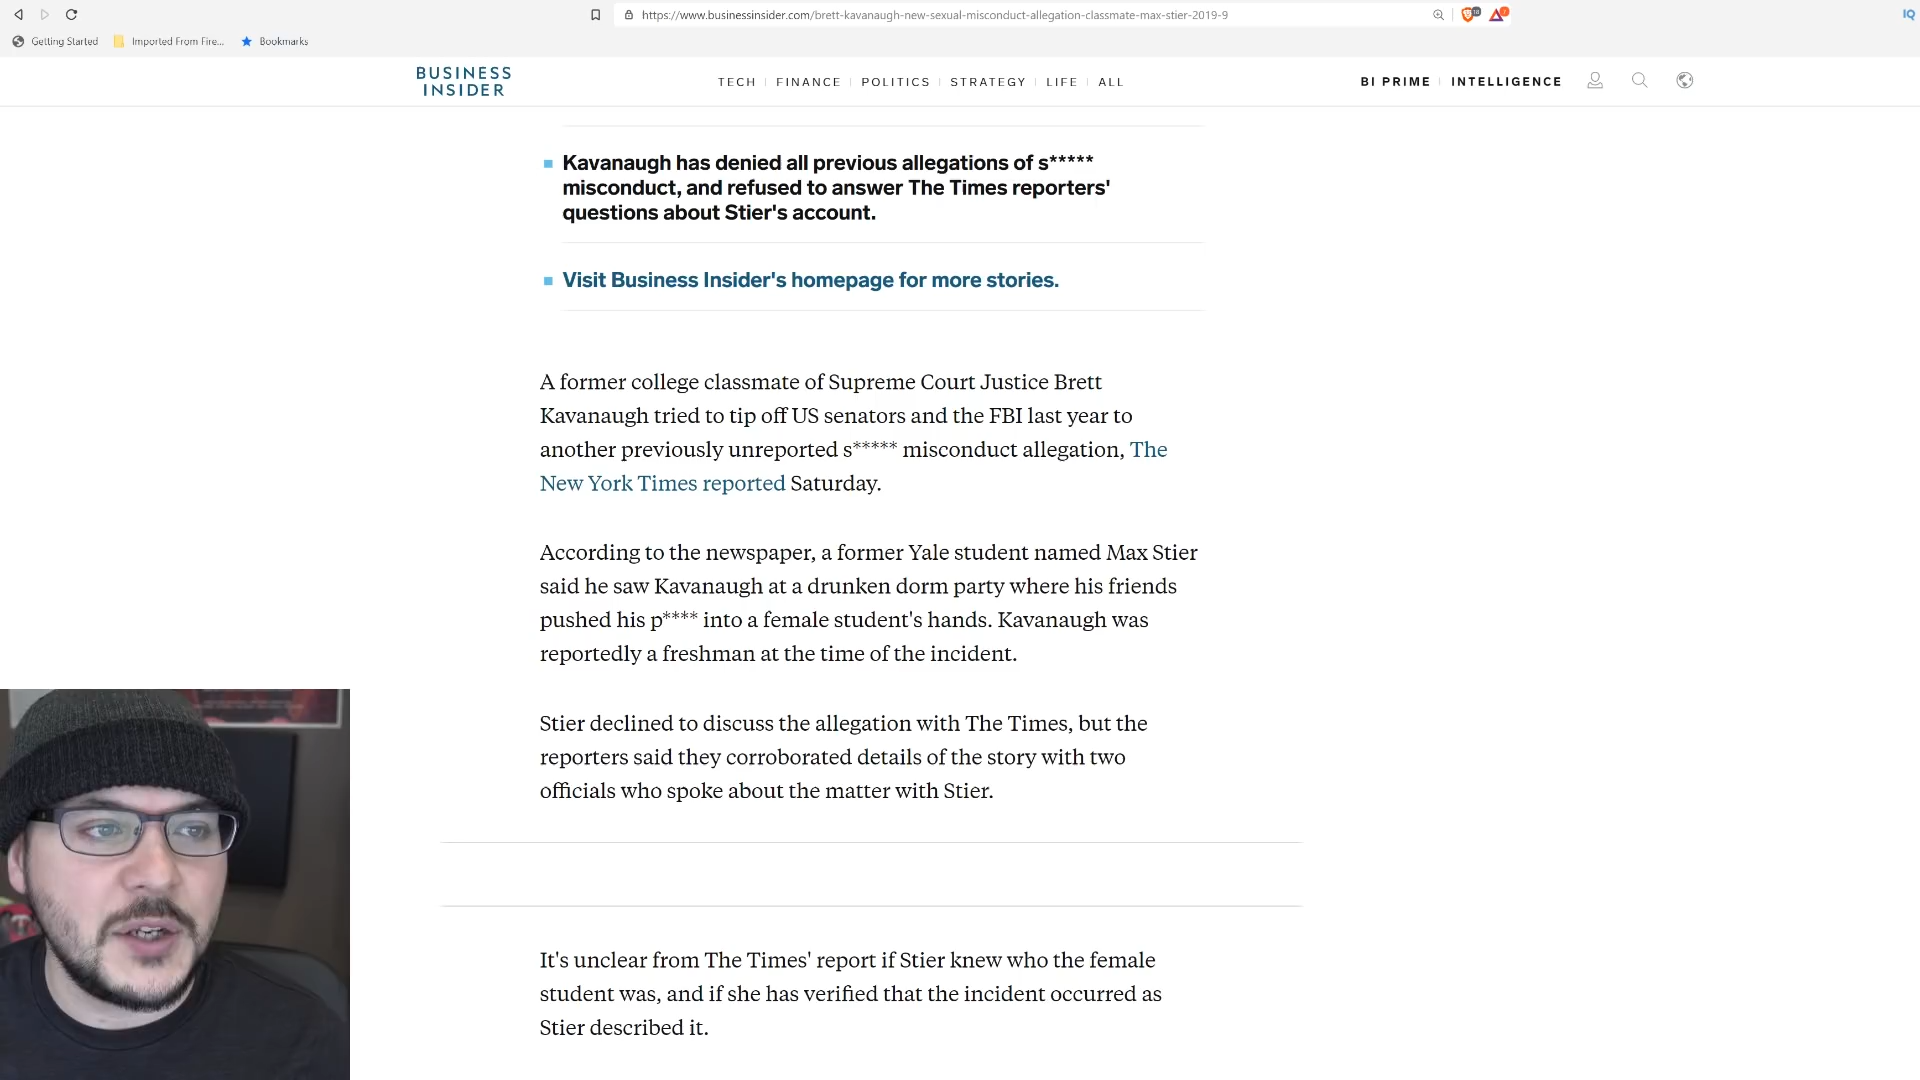 https://www.businessinsider.com/brett-kavanaugh-new-sexual-misconduct-allegation-classmate-max-stier-2019-9
IQ
Getting Started
Imported From Fire...
Bookmarks
BUSINESS
INSIDER
TECH FINANCE POLITICS STRATEGY LIFE ALL
BI PRIME INTELLIGENCE
Kavanaugh has denied all previous allegations of s*****
misconduct, and refused to answer The Times reporters'
questions about Stier's account.
Visit Business Insider's homepage for more stories.
A former college classmate of Supreme Court Justice Brett
Kavanaugh tried to tip off US senators and the FBI last year to
another previously unreported s***** misconduct allegation, The
New York Times reported Saturday.
According to the newspaper, a former Yale student named Max Stier
said he saw Kavanaugh at a drunken dorm party where his friends
pushed his p**** into a female student's hands. Kavanaugh was
reportedly a freshman at the time of the incident.
Stier declined to discuss the allegation with The Times, but the
reporters said they corroborated details of the story with two
officials who spoke about the matter with Stier.
It's unclear from The Times' report if Stier knew who the female
student was, and if she has verified that the incident occurred as
Stier described it.